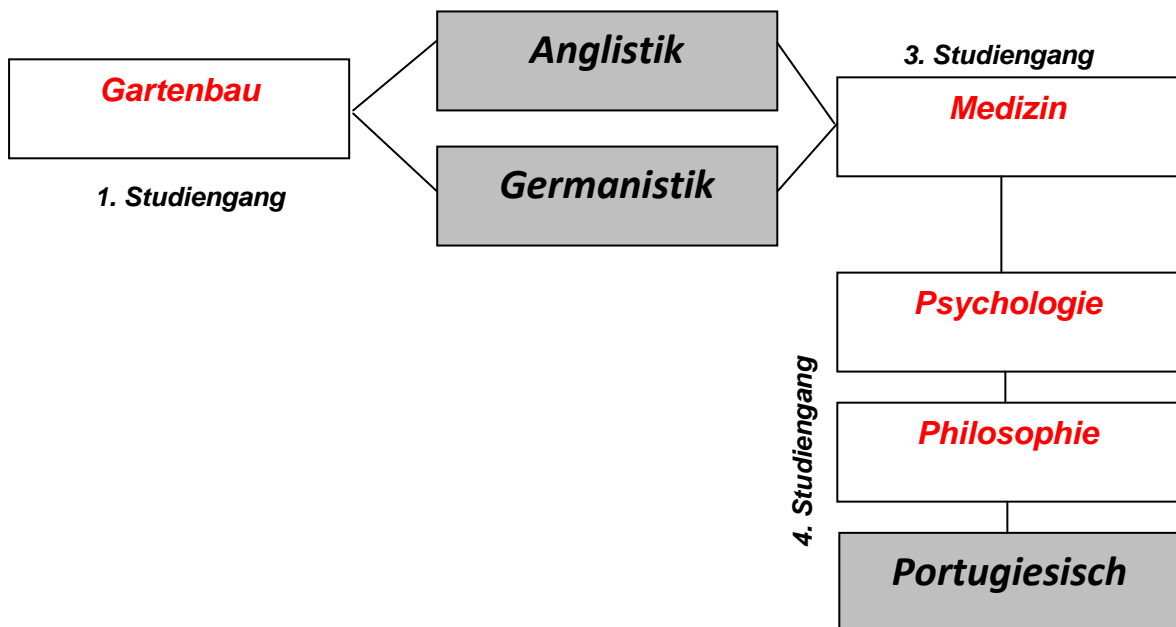 Gartenbau
1. Studiengang
Anglistik
Germanistik
3. Studiengang
Medizin
Psychologie
4. Studiengang
Philosophie
Portugiesisch